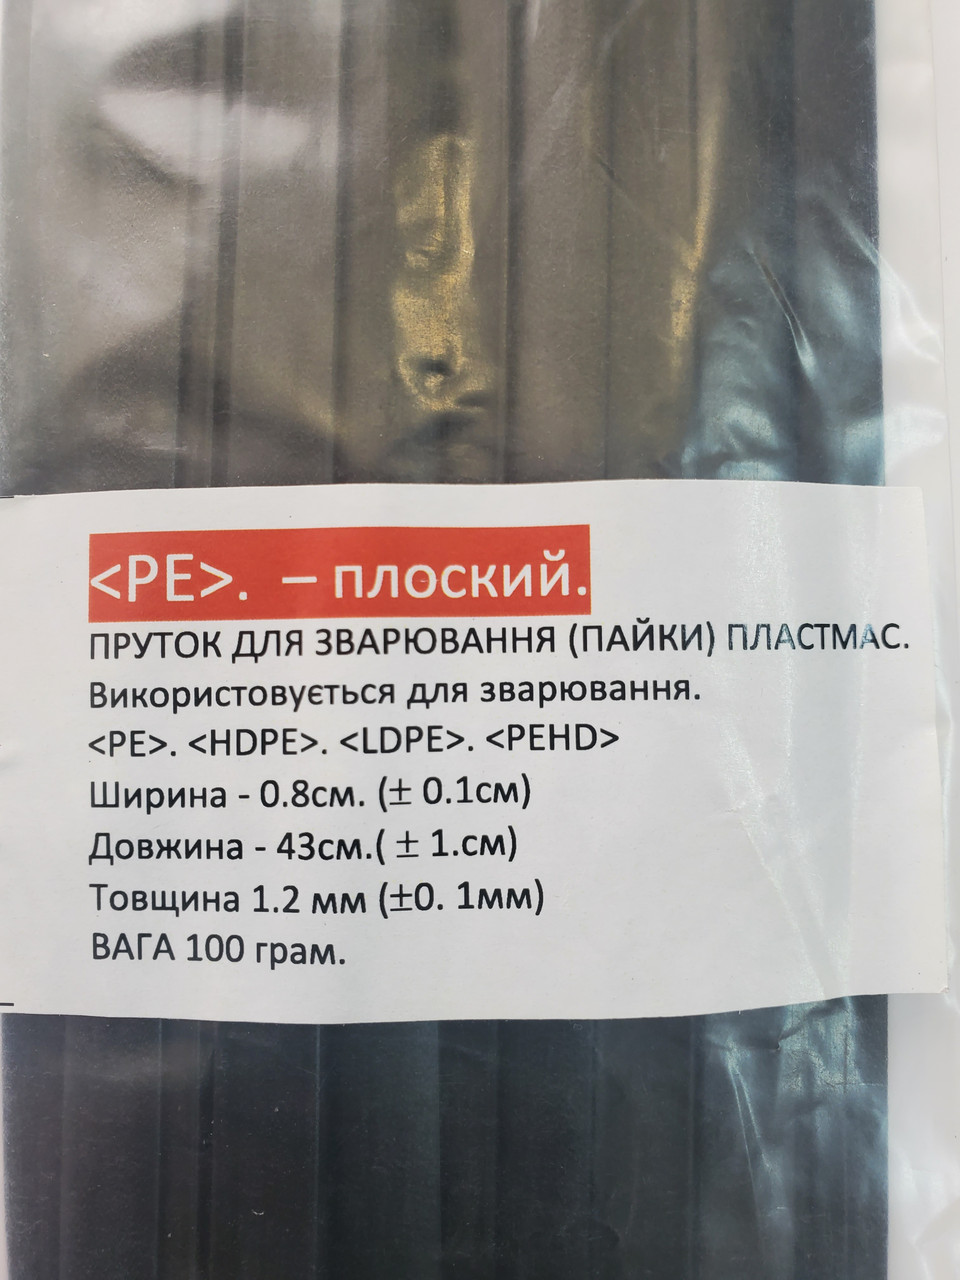 <PE>. – плоский.
ПРУТОК ДЛЯ ЗВАРЮВАННЯ (ПАЙКИ) ПЛАСТМАС.
Використовується для зварювання.
<PE>. <HDPE>. <LDPE>. <PEHD>
Ширина - 0.8см. (± 0.1см)
Довжина - 43см.( ± 1.см)
Товщина 1.2 мм (±0. 1мм)
ВАГА 100 грам.